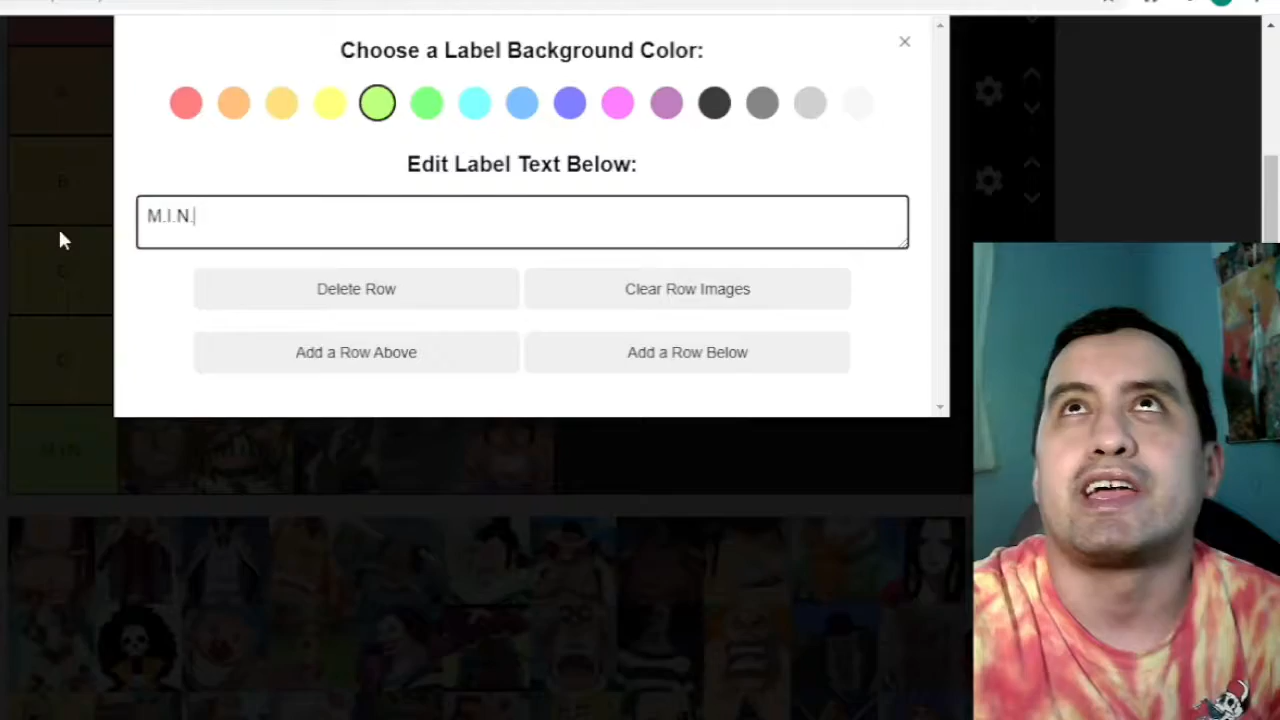 Choose a Label Background Color:
Edit Label Text Below:
M.I.N.
Delete Row
Clear Row Images
Add a Row Above
Add a Row Below
B
M.I.N.